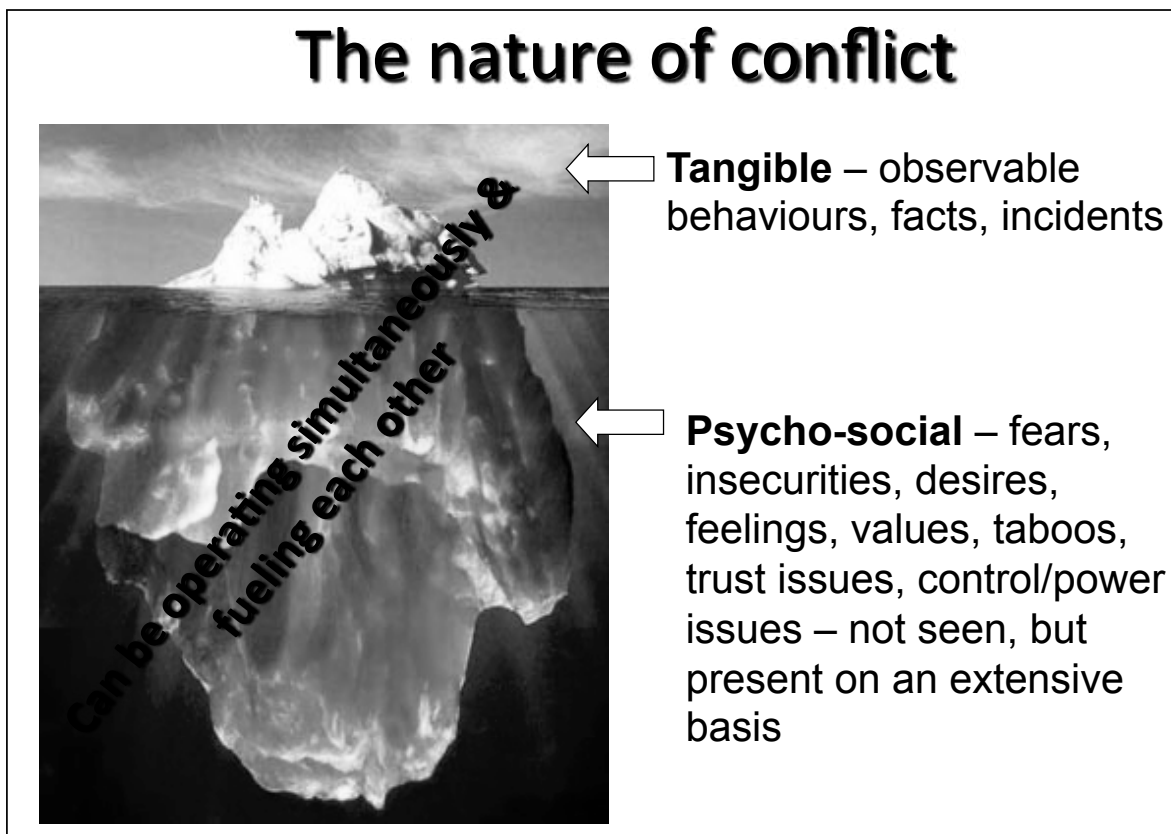 The nature of conflict
Tangible – observable
behaviours, facts, incidents
Can be operating simultaneously &
fueling each other
Psycho-social – fears,
insecurities, desires,
feelings, values, taboos,
trust issues, control/power
issues – not seen, but
present on an extensive
basis